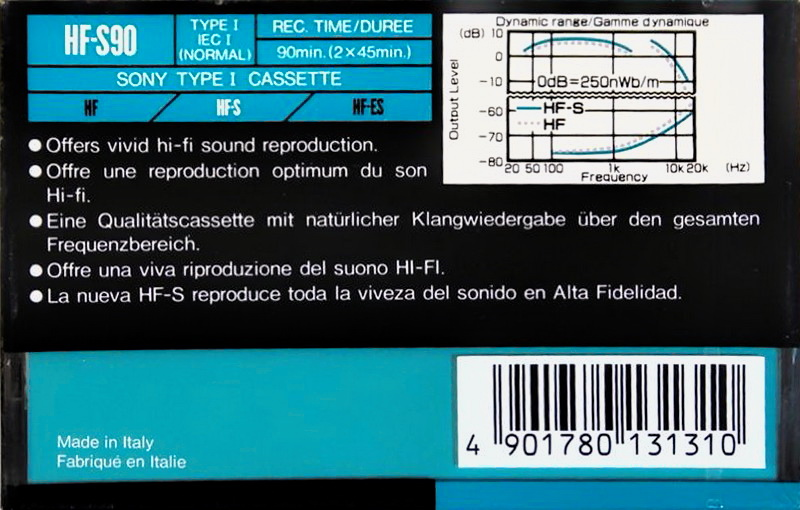 HF-S90
TYPE I
IEC I
(NORMAL)
REC. TIME/DUREE
90min.(2×45min.)
SONY TYPE I CASSETTE
HF HF-S HF-ES
Dynamic range/Gamme dynamique
(dB) 10
0
-10
0dB=250nWb/m
-60
HF-S
HF
-70
-80
Output Level
20 50 100 1k 10k 20k (Hz)
Frequency
● Offers vivid hi-fi sound reproduction.
● Offre une reproduction optimum du son
Hi-fi.
● Eine Qualitätscassette mit natürlicher Klangwiedergabe über den gesamten
Frequenzbereich.
● Offre una viva riproduzione del suono HI-FI.
● La nueva HF-S reproduce toda la viveza del sonido en Alta Fidelidad.
Made in Italy
Fabriqué en Italie
4 901780 131310